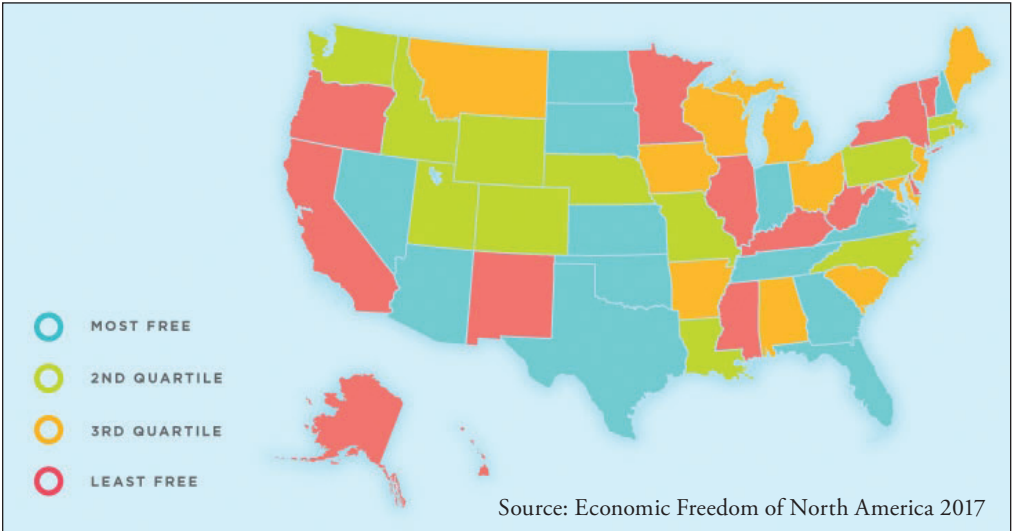 MOST FREE
2ND QUARTILE
3RD QUARTILE
LEAST FREE
Source: Economic Freedom of North America 2017